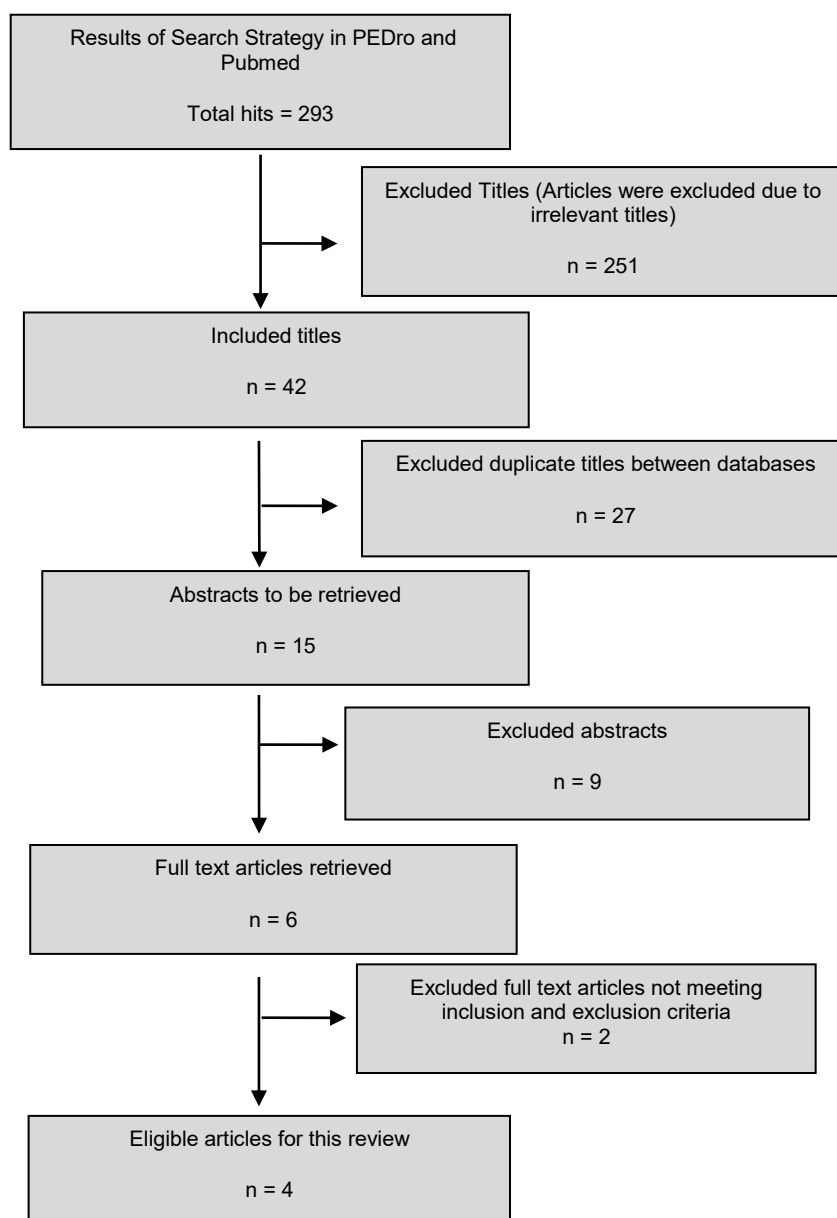 Results of Search Strategy in PEDro and
Pubmed
Total hits = 293
Excluded Titles (Articles were excluded due to
irrelevant titles)
n = 251
Included titles
n = 42
Excluded duplicate titles between databases
n = 27
Abstracts to be retrieved
n = 15
Excluded abstracts
n = 9
Full text articles retrieved
n = 6
Excluded full text articles not meeting
inclusion and exclusion criteria
n = 2
Eligible articles for this review
n = 4